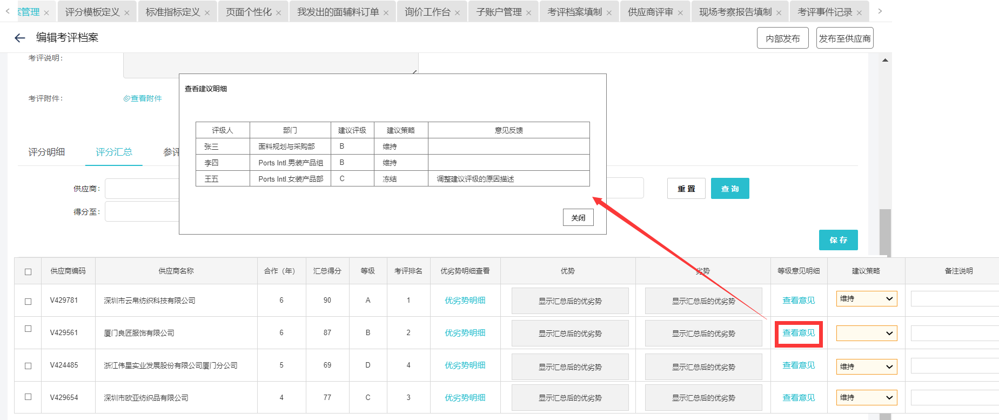 案管理 × 评分模板定义 × 标准指标定义 × 页面个性化 × 我发出的面辅料订单 × 询价工作台 × 子账户管理 × 考评档案填制 × 供应商评审 × 现场考察报告填制 × 考评事件记录 ×
编辑考评档案 内部发布 发布至供应商
考评说明:
考评附件: 查看附件
评分明细 评分汇总 参评
供应商:
得分至:
重置 查询
保存
查看建议明细
评级人 部门 建议评级 建议策略 意见反馈
张三 面料规划与采购部 B 维持
李四 Ports Intl.男装产品组 B 维持
王五 Ports Intl.女装产品部 C 冻结 调整建议评级的原因描述
关闭
供应商编码 供应商名称 合作（年） 汇总得分 等级 考评排名 优劣势明细查看 优势 劣势 等级意见明细 建议策略 备注说明
V429781 深圳市云帛纺织科技有限公司 6 90 A 1 优劣势明细 显示汇总后的优劣势 显示汇总后的优劣势 查看意见 维持
V429561 厦门良匠服饰有限公司 6 87 B 2 优劣势明细 显示汇总后的优劣势 显示汇总后的优劣势 查看意见
V424485 浙江伟星实业发展股份有限公司厦门分公司 5 69 D 4 优劣势明细 显示汇总后的优劣势 显示汇总后的优劣势 查看意见 维持
V429654 深圳市欧亚纺织品有限公司 4 77 C 3 优劣势明细 显示汇总后的优劣势 显示汇总后的优劣势 查看意见 维持